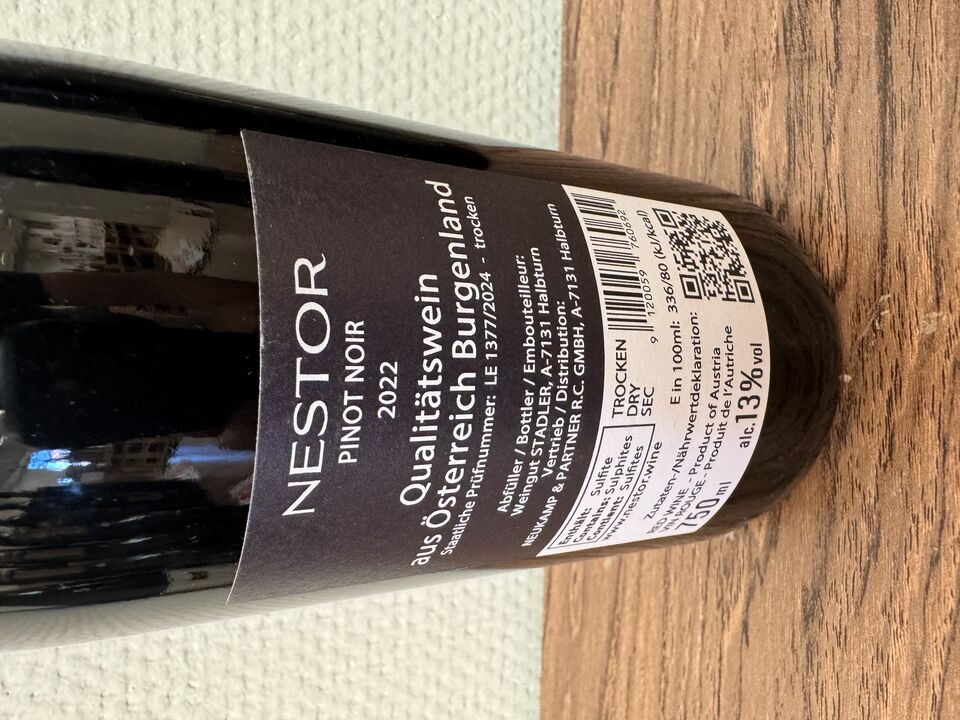 NESTOR
PINOT NOIR
2022
Qualitätswein
aus Österreich Burgenland
Staatliche Prüfnummer: LE 1377/2024 - trocken
Abfüller / Bottler / Embouteilleur:
Weingut STADLER, A-7131 Halbturn
Vertrieb / Distribution:
NEUKAMP & PARTNER R.C. GMBH, A-7131 Halbturn
Enthält: Sulfite
Contains: Sulphites
Contient: Sulfites
www.nestor.wine
TROCKEN
DRY
SEC
9 120059 760692
E in 100ml: 336/80 (kJ/kcal)
Zutaten-/Nährwertdeklaration:
RED WINE - Product of Austria
VIN ROUGE - Produit de l'Autriche
750 ml
alc.13%vol